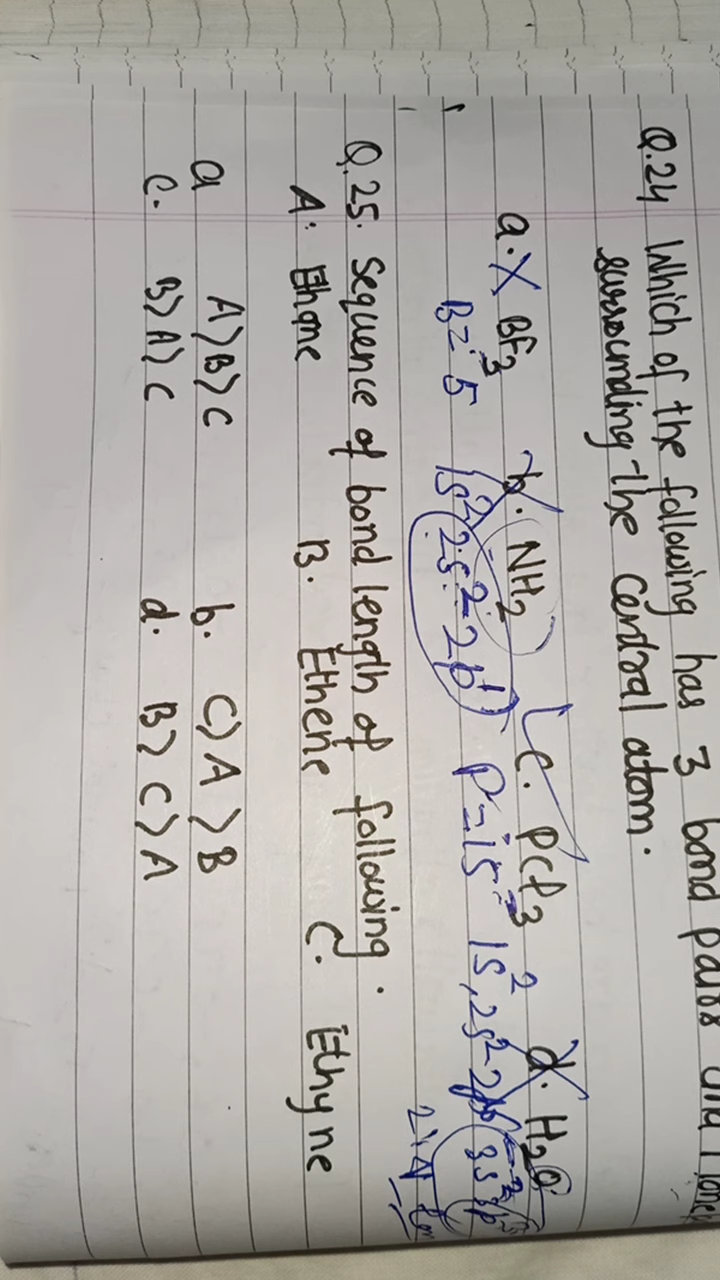 Q.24 Which of the following has 3 bond pairs and 1 lone
surrounding the central atom.
a. X BF3 b. NH2 c. PCl3 d. H2O
B = 5 1s2 2s2 2p1 P = 15 = 1s2, 2s2
Q.25. Sequence of bond length of following.
A: Ethane B. Ethene C. Ethyne
a A>B>C b. C>A>B
c. B>A>C d. B>C>A